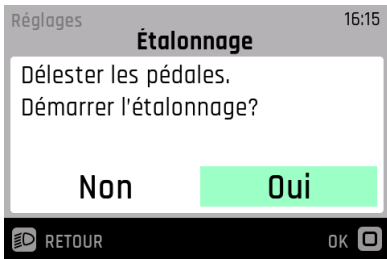 Réglages 16:15
Étalonnage
Délester les pédales.
Démarrer l'étalonnage?
Non Oui
RETOUR OK